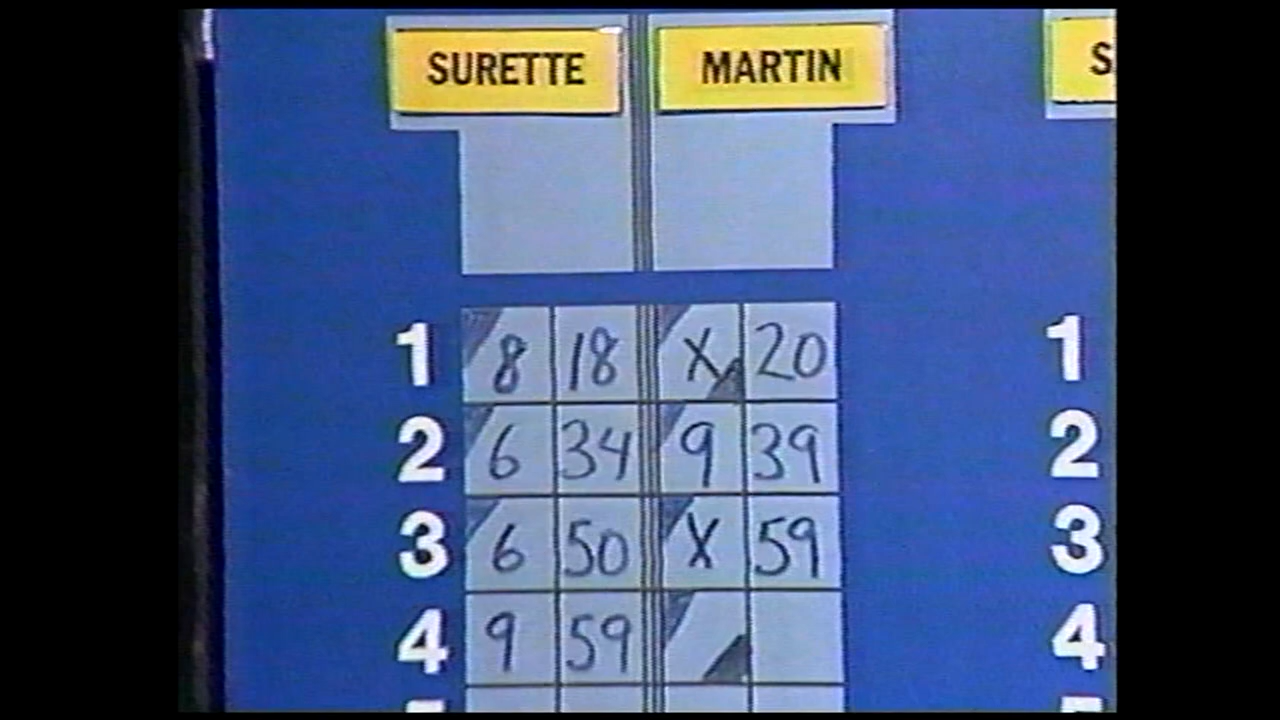 SURETTE MARTIN S
1 8 18 X 20 1
2 6 34 9 39 2
3 6 50 X 59 3
4 9 59 4